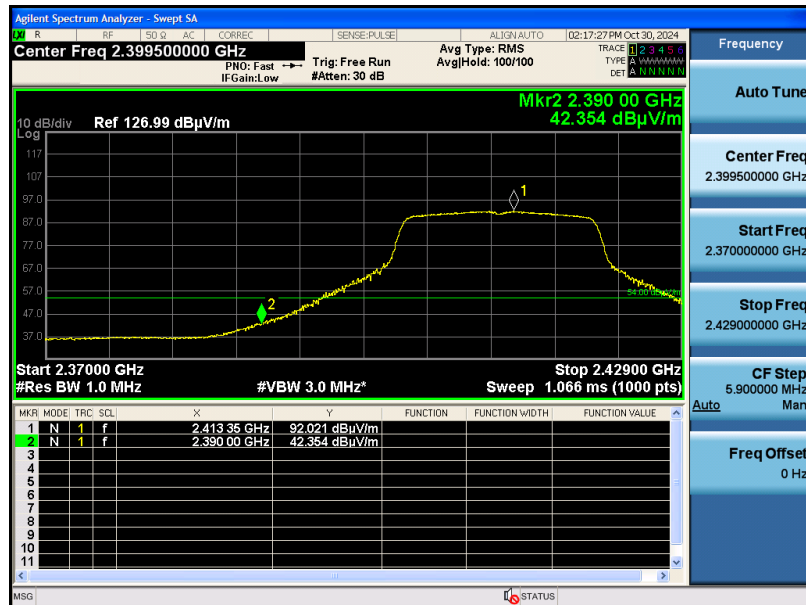 Agilent Spectrum Analyzer - Swept SA
LXI R RF 50 Ω AC CORREC SENSE:PULSE ALIGN AUTO 02:17:27 PM Oct 30, 2024
Center Freq 2.399500000 GHz
PNO: Fast
IFGain:Low
Trig: Free Run
#Atten: 30 dB
Avg Type: RMS
Avg|Hold: 100/100
TRACE 1 2 3 4 5 6
TYPE A WWWWW
DET A N N N N N
Mkr2 2.390 00 GHz
42.354 dBµV/m
10 dB/div Ref 126.99 dBµV/m
Log
117
107
97.0
87.0
77.0
67.0
57.0
47.0
37.0
1
2
54.00 dBµV/m
Start 2.37000 GHz Stop 2.42900 GHz
#Res BW 1.0 MHz #VBW 3.0 MHz* Sweep 1.066 ms (1000 pts)
MKR MODE TRC SCL X Y FUNCTION FUNCTION WIDTH FUNCTION VALUE
1 N 1 f 2.413 35 GHz 92.021 dBµV/m
2 N 1 f 2.390 00 GHz 42.354 dBµV/m
3
4
5
6
7
8
9
10
11
MSG STATUS
Frequency
Auto Tune
Center Freq
2.399500000 GHz
Start Freq
2.370000000 GHz
Stop Freq
2.429000000 GHz
CF Step
5.900000 MHz
Auto Man
Freq Offset
0 Hz